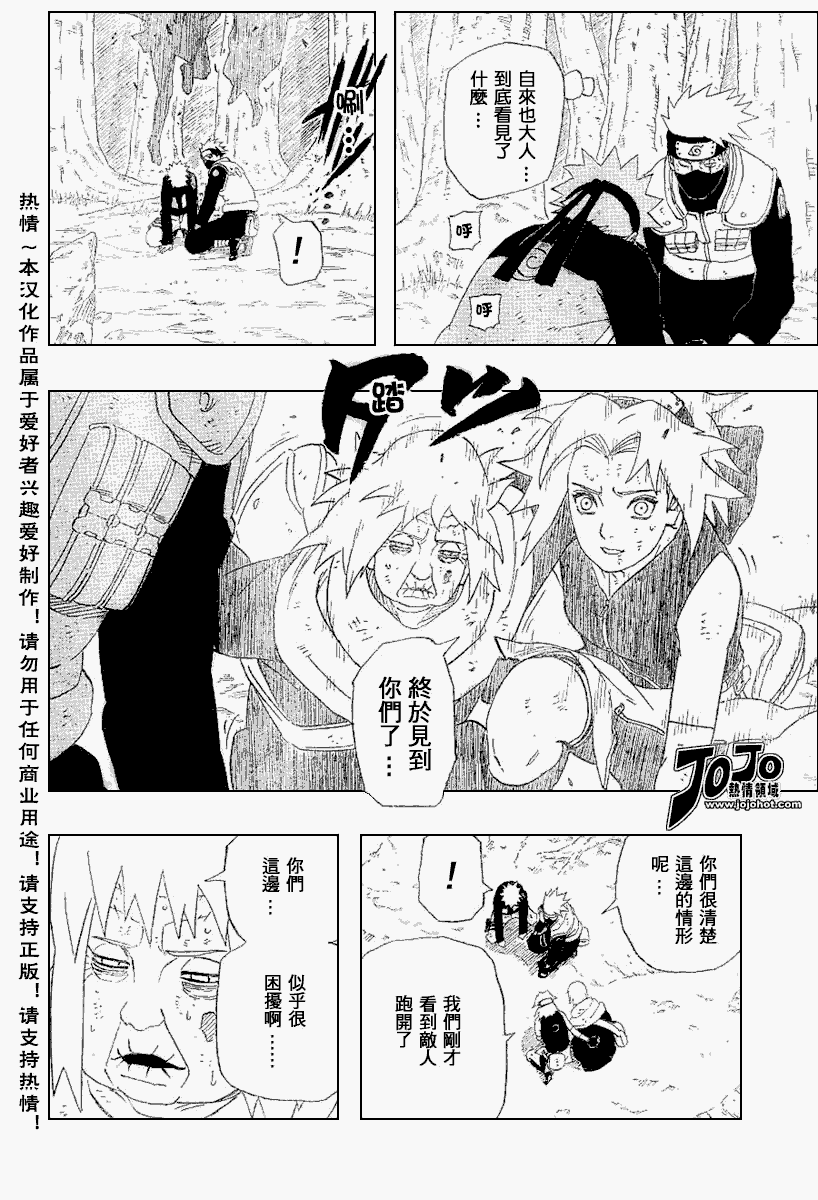 自來也大人…
到底看見了
什麼…
呼
呼
！
踏
終於見到
你們了…
JOJO
熱情領域
www.jojohot.com
你們很清楚
這邊的情形
呢…
！
我們剛才
看到敵人
跑開了
你們
這邊…
似乎很
困擾啊……
热情～本汉化作品属于爱好者兴趣爱好制作！请勿用于任何商业用途！请支持正版！请支持热情！